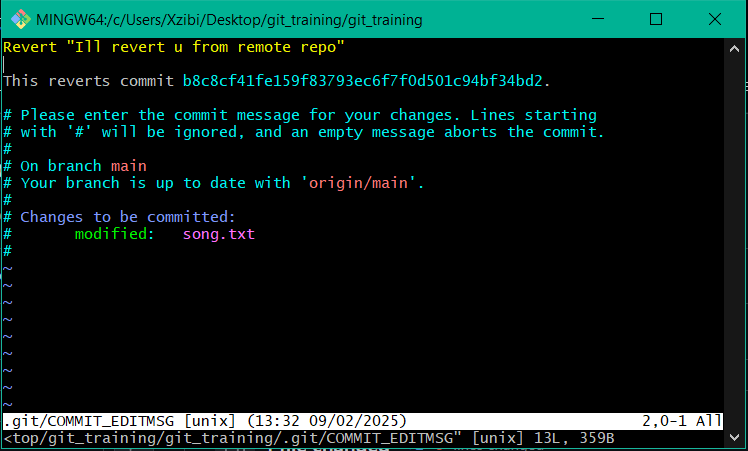 MINGW64:/c/Users/Xzibi/Desktop/git_training/git_training
Revert "Ill revert u from remote repo"
This reverts commit b8c8cf41fe159f83793ec6f7f0d501c94bf34bd2.
# Please enter the commit message for your changes. Lines starting
# with '#' will be ignored, and an empty message aborts the commit.
#
# On branch main
# Your branch is up to date with 'origin/main'.
#
# Changes to be committed:
#       modified:   song.txt
#
~
~
~
~
~
~
~
~
~
.git/COMMIT_EDITMSG [unix] (13:32 09/02/2025) 2,0-1 All
<top/git_training/git_training/.git/COMMIT_EDITMSG" [unix] 13L, 359B